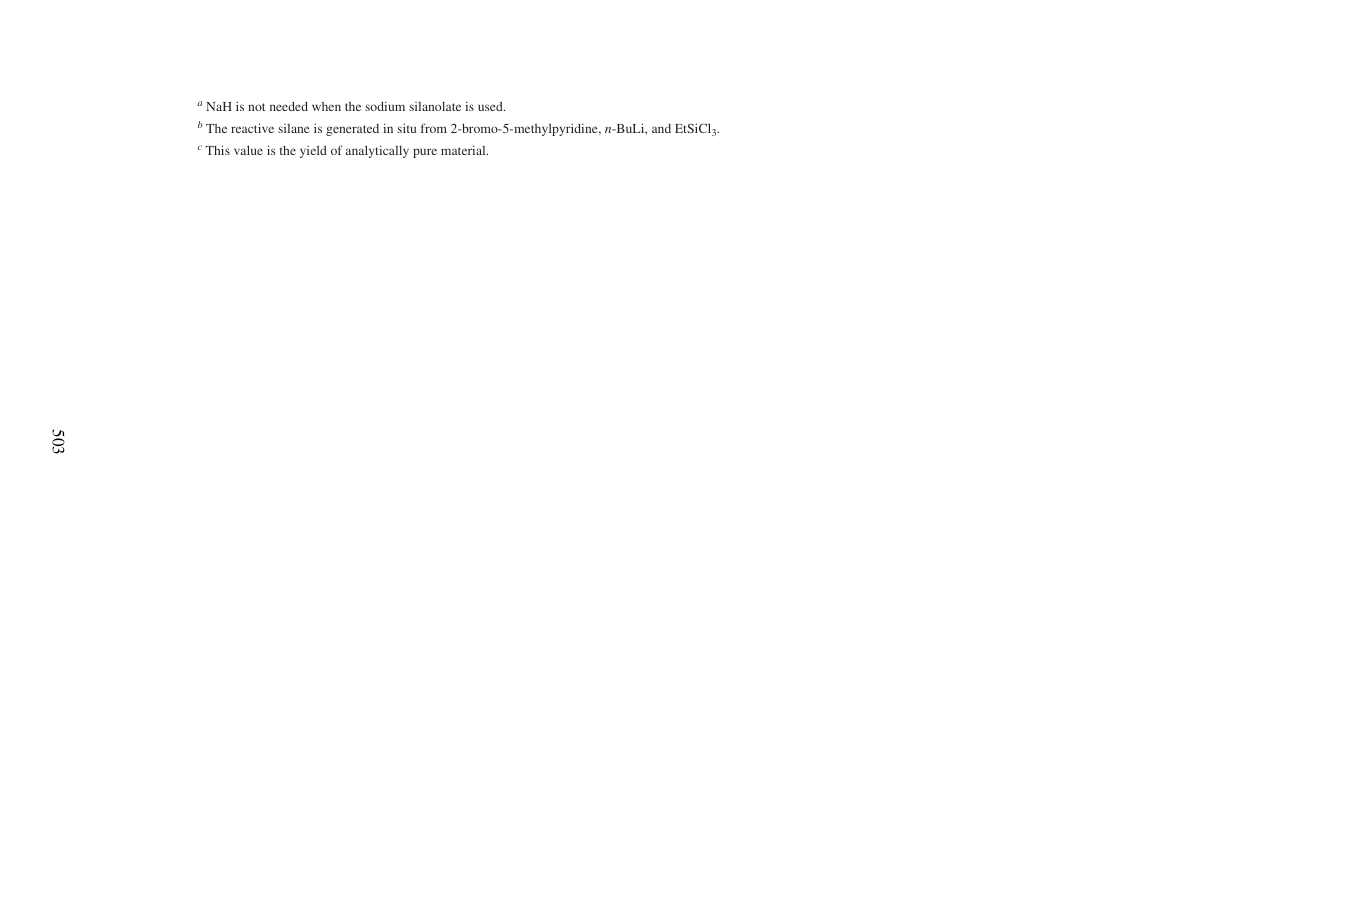 a NaH is not needed when the sodium silanolate is used.
b The reactive silane is generated in situ from 2-bromo-5-methylpyridine, n-BuLi, and EtSiCl3.
c This value is the yield of analytically pure material.
503